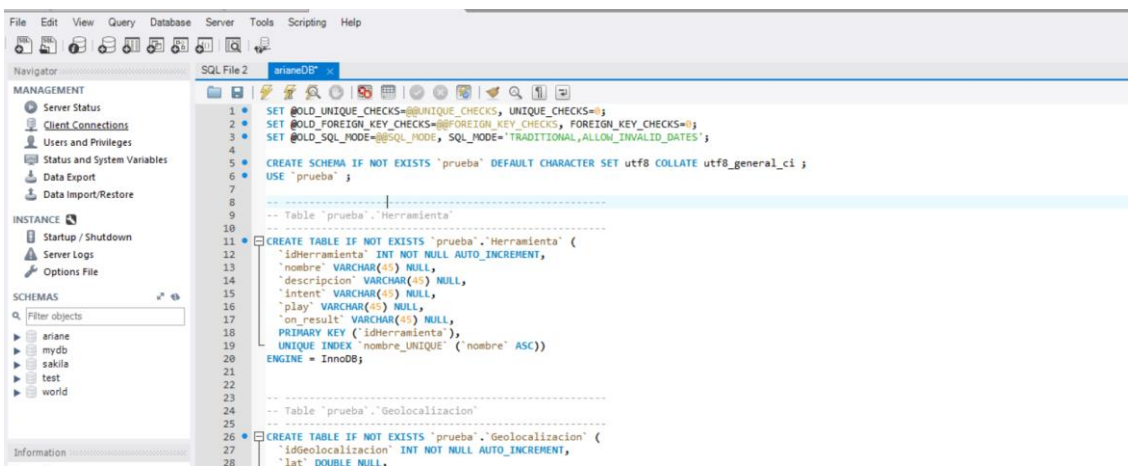 File Edit View Query Database Server Tools Scripting Help
Navigator
SQL File 2 arianeDB*
MANAGEMENT
Server Status
Client Connections
Users and Privileges
Status and System Variables
Data Export
Data Import/Restore
INSTANCE
Startup / Shutdown
Server Logs
Options File
SCHEMAS
Filter objects
ariane
mydb
sakila
test
world
Information
1 SET @OLD_UNIQUE_CHECKS=@@UNIQUE_CHECKS, UNIQUE_CHECKS=0;
2 SET @OLD_FOREIGN_KEY_CHECKS=@@FOREIGN_KEY_CHECKS, FOREIGN_KEY_CHECKS=0;
3 SET @OLD_SQL_MODE=@@SQL_MODE, SQL_MODE='TRADITIONAL,ALLOW_INVALID_DATES';
4
5 CREATE SCHEMA IF NOT EXISTS `prueba` DEFAULT CHARACTER SET utf8 COLLATE utf8_general_ci ;
6 USE `prueba` ;
7
8 -- -----------------------------------------------------
9 -- Table `prueba`.`Herramienta`
10 -- -----------------------------------------------------
11 CREATE TABLE IF NOT EXISTS `prueba`.`Herramienta` (
12 `idHerramienta` INT NOT NULL AUTO_INCREMENT,
13 `nombre` VARCHAR(45) NULL,
14 `descripcion` VARCHAR(45) NULL,
15 `intent` VARCHAR(45) NULL,
16 `play` VARCHAR(45) NULL,
17 `on_result` VARCHAR(45) NULL,
18 PRIMARY KEY (`idHerramienta`),
19 UNIQUE INDEX `nombre_UNIQUE` (`nombre` ASC))
20 ENGINE = InnoDB;
21
22
23 -- -----------------------------------------------------
24 -- Table `prueba`.`Geolocalizacion`
25 -- -----------------------------------------------------
26 CREATE TABLE IF NOT EXISTS `prueba`.`Geolocalizacion` (
27 `idGeolocalizacion` INT NOT NULL AUTO_INCREMENT,
28 `lat` DOUBLE NULL,